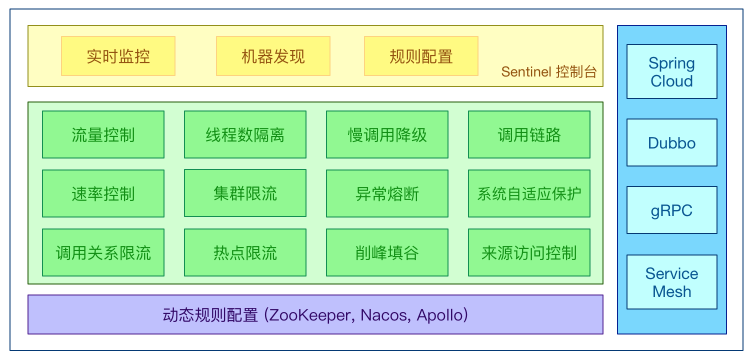 实时监控
机器发现
规则配置
Sentinel 控制台
流量控制
线程数隔离
慢调用降级
调用链路
速率控制
集群限流
异常熔断
系统自适应保护
调用关系限流
热点限流
削峰填谷
来源访问控制
动态规则配置 (ZooKeeper, Nacos, Apollo)
Spring
Cloud
Dubbo
gRPC
Service
Mesh